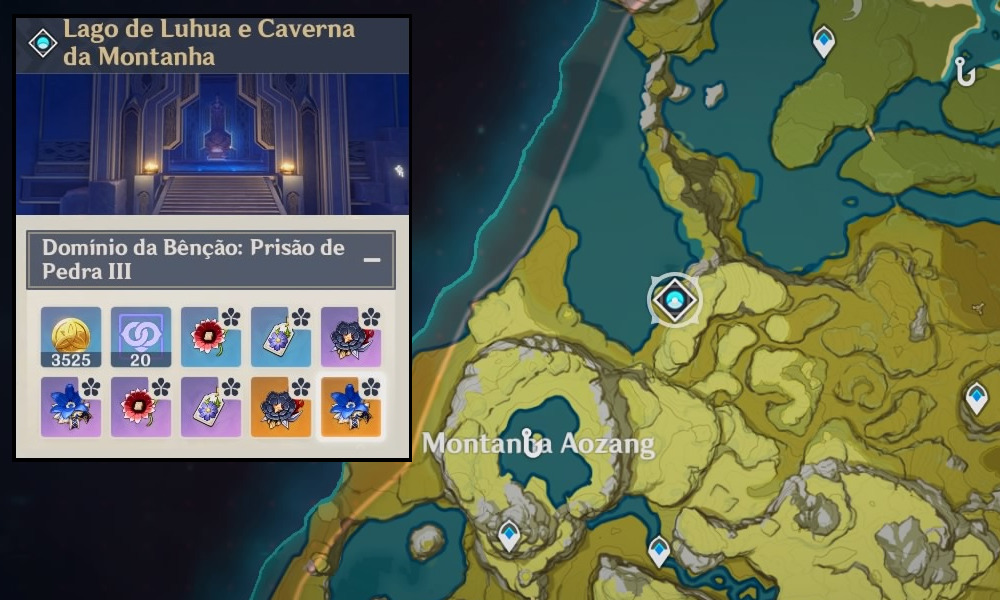 Lago de Luhua e Caverna
da Montanha
Domínio da Bênção: Prisão de
Pedra III
3525
20
Montanha Aozang